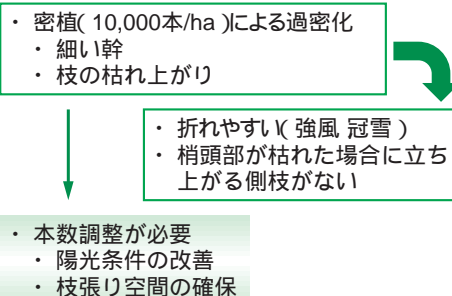 ・ 密植( 10,000本/ha )による過密化
・ 細い幹
・ 枝の枯れ上がり
・ 折れやすい( 強風 冠雪 )
・ 梢頭部が枯れた場合に立ち
上がる側枝がない
・ 本数調整が必要
・ 陽光条件の改善
・ 枝張り空間の確保